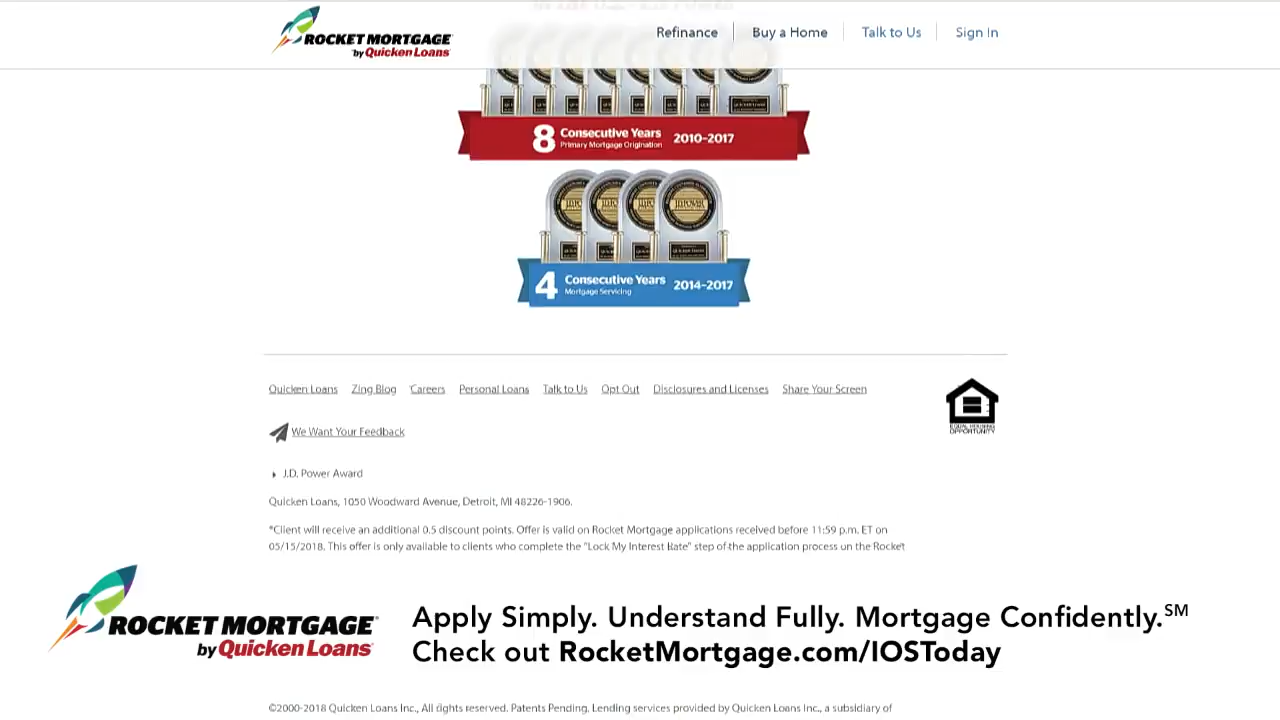 ROCKET MORTGAGE
by Quicken Loans
Refinance
Buy a Home
Talk to Us
Sign In
8 Consecutive Years 2010-2017
Primary Mortgage Origination
J.D. POWER
4 Consecutive Years 2014-2017
Mortgage Servicing
Quicken Loans Zing Blog Careers Personal Loans Talk to Us Opt Out Disclosures and Licenses Share Your Screen
EQUAL HOUSING
OPPORTUNITY
We Want Your Feedback
J.D. Power Award
Quicken Loans, 1050 Woodward Avenue, Detroit, MI 48226-1906.
*Client will receive an additional 0.5 discount points. Offer is valid on Rocket Mortgage applications received before 11:59 p.m. ET on
05/15/2018. This offer is only available to clients who complete the "Lock My Interest Rate" step of the application process on the Rocket
ROCKET MORTGAGE
by Quicken Loans
Apply Simply. Understand Fully. Mortgage Confidently.℠
Check out RocketMortgage.com/IOSToday
©2000-2018 Quicken Loans Inc., All rights reserved. Patents Pending. Lending services provided by Quicken Loans Inc., a subsidiary of